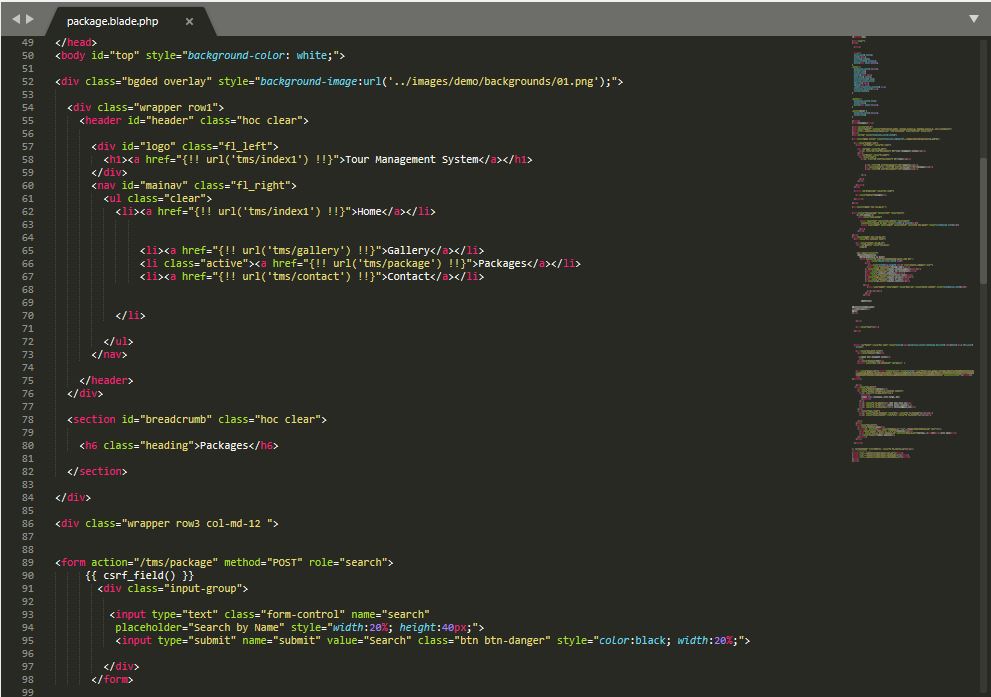 package.blade.php ×
49 </head>
50 <body id="top" style="background-color: white;">
51
52 <div class="bgded overlay" style="background-image:url('../images/demo/backgrounds/01.png');">
53
54 <div class="wrapper row1">
55 <header id="header" class="hoc clear">
56
57 <div id="logo" class="fl_left">
58 <h1><a href="{!! url('tms/index1') !!}">Tour Management System</a></h1>
59 </div>
60 <nav id="mainav" class="fl_right">
61 <ul class="clear">
62 <li><a href="{!! url('tms/index1') !!}">Home</a></li>
63
64
65 <li><a href="{!! url('tms/gallery') !!}">Gallery</a></li>
66 <li class="active"><a href="{!! url('tms/package') !!}">Packages</a></li>
67 <li><a href="{!! url('tms/contact') !!}">Contact</a></li>
68
69
70 </li>
71
72 </ul>
73 </nav>
74
75 </header>
76 </div>
77
78 <section id="breadcrumb" class="hoc clear">
79
80 <h6 class="heading">Packages</h6>
81
82 </section>
83
84 </div>
85
86 <div class="wrapper row3 col-md-12 ">
87
88
89 <form action="/tms/package" method="POST" role="search">
90 {{ csrf_field() }}
91 <div class="input-group">
92
93 <input type="text" class="form-control" name="search"
94 placeholder="Search by Name" style="width:20%; height:40px;">
95 <input type="submit" name="submit" value="Search" class="btn btn-danger" style="color:black; width:20%;">
96
97 </div>
98 </form>
99